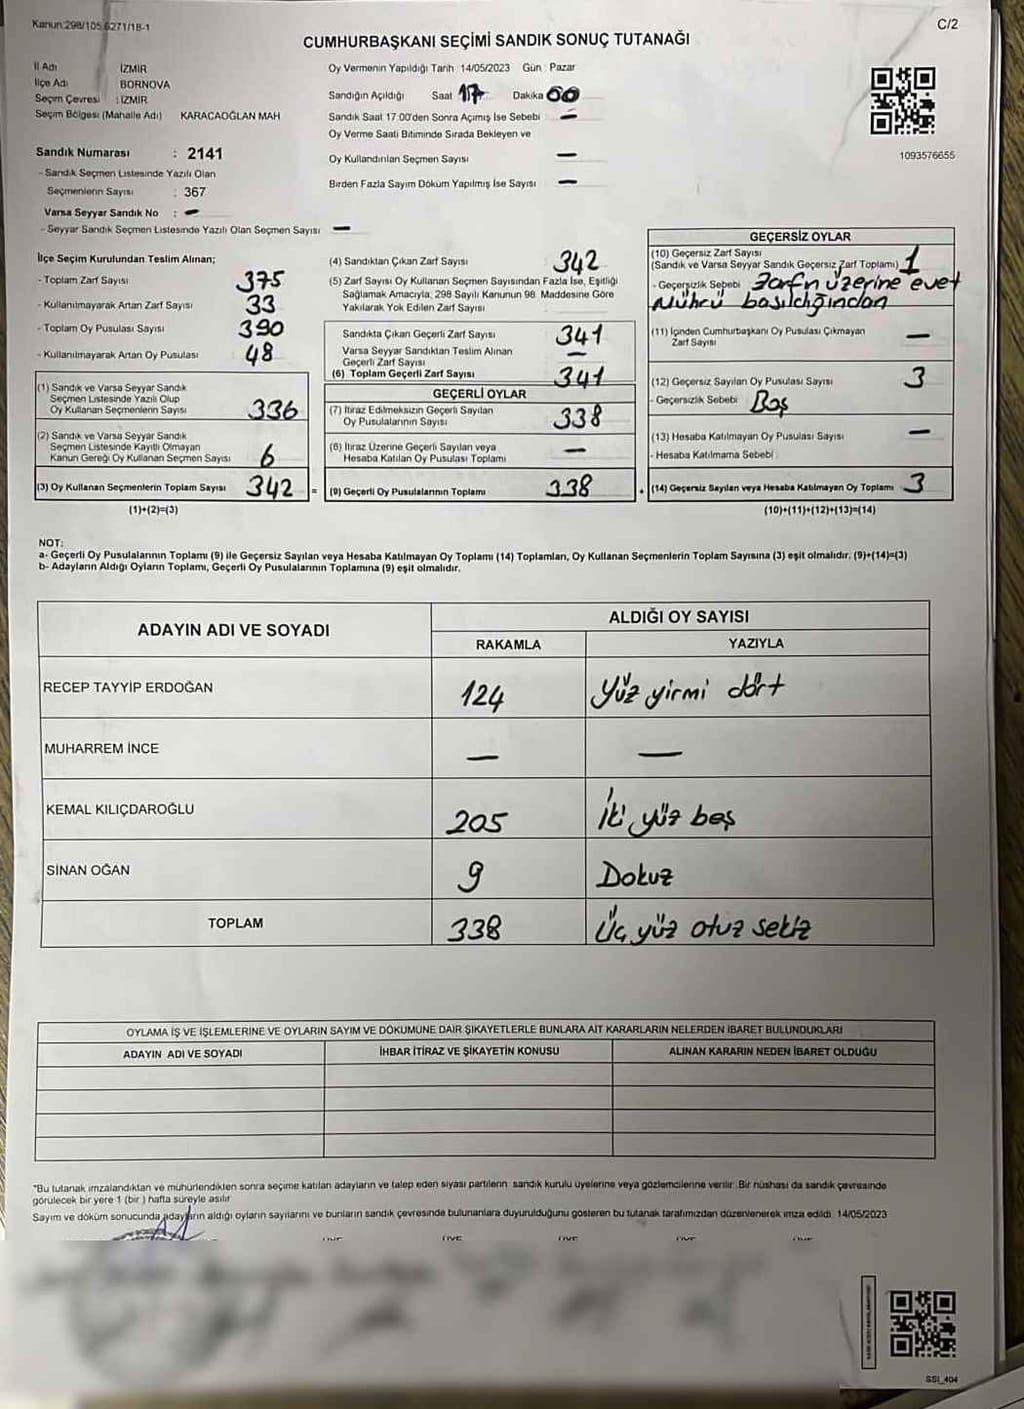 Kanun:298/105,6271/18-1
C/2
CUMHURBAŞKANI SEÇİMİ SANDIK SONUÇ TUTANAĞI
İl Adı İZMİR
İlçe Adı BORNOVA
Seçim Çevresi : İZMİR
Seçim Bölgesi (Mahalle Adı) KARACAOĞLAN MAH
Sandık Numarası : 2141
- Sandık Seçmen Listesinde Yazılı Olan
Seçmenlerin Sayısı : 367
Varsa Seyyar Sandık No : -
- Seyyar Sandık Seçmen Listesinde Yazılı Olan Seçmen Sayısı -
Oy Vermenin Yapıldığı Tarih 14/05/2023 Gün : Pazar
Sandığın Açıldığı Saat 17 Dakika 00
Sandık Saat 17:00'den Sonra Açımış İse Sebebi : -
Oy Verme Saati Bitiminde Sırada Bekleyen ve
Oy Kullandırılan Seçmen Sayısı -
Birden Fazla Sayım Döküm Yapılmış İse Sayısı -
1093576655
İlçe Seçim Kurulundan Teslim Alınan;
- Toplam Zarf Sayısı 375
- Kullanılmayarak Artan Zarf Sayısı 33
- Toplam Oy Pusulası Sayısı 390
- Kullanılmayarak Artan Oy Pusulası 48
(1) Sandık ve Varsa Seyyar Sandık
Seçmen Listesinde Yazılı Olup
Oy Kullanan Seçmenlerin Sayısı 336
(2) Sandık ve Varsa Seyyar Sandık
Seçmen Listesinde Kayıtlı Olmayan
Kanun Gereği Oy Kullanan Seçmen Sayısı 6
(3) Oy Kullanan Seçmenlerin Toplam Sayısı 342 =
(1)+(2)=(3)
(4) Sandıktan Çıkan Zarf Sayısı 342
(5) Zarf Sayısı Oy Kullanan Seçmen Sayısından Fazla İse, Eşitliği
Sağlamak Amacıyla; 298 Sayılı Kanunun 98. Maddesine Göre
Yakılarak Yok Edilen Zarf Sayısı
Sandıkta Çıkan Geçerli Zarf Sayısı 341
Varsa Seyyar Sandıktan Teslim Alınan
Geçerli Zarf Sayısı -
(6) Toplam Geçerli Zarf Sayısı 341
GEÇERLİ OYLAR
(7) İtiraz Edilmeksizin Geçerli Sayılan
Oy Pusulalarının Sayısı 338
(8) İtiraz Üzerine Geçerli Sayılan veya
Hesaba Katılan Oy Pusulası Toplamı -
(9) Geçerli Oy Pusulalarının Toplamı 338 +
GEÇERSİZ OYLAR
(10) Geçersiz Zarf Sayısı
(Sandık ve Varsa Seyyar Sandık Geçersiz Zarf Toplamı) 1
- Geçersizlik Sebebi Zarfın üzerine evet
mührü basıldığından
(11) İçinden Cumhurbaşkanı Oy Pusulası Çıkmayan
Zarf Sayısı -
(12) Geçersiz Sayılan Oy Pusulası Sayısı 3
- Geçersizlik Sebebi Boş
(13) Hesaba Katılmayan Oy Pusulası Sayısı -
- Hesaba Katılmama Sebebi
(14) Geçersiz Sayılan veya Hesaba Katılmayan Oy Toplamı 3
(10)+(11)+(12)+(13)=(14)
NOT:
a- Geçerli Oy Pusulalarının Toplamı (9) ile Geçersiz Sayılan veya Hesaba Katılmayan Oy Toplamı (14) Toplamları, Oy Kullanan Seçmenlerin Toplam Sayısına (3) eşit olmalıdır. (9)+(14)=(3)
b- Adayların Aldığı Oyların Toplamı, Geçerli Oy Pusulalarının Toplamına (9) eşit olmalıdır.
ADAYIN ADI VE SOYADI
ALDIĞI OY SAYISI
RAKAMLA YAZIYLA
RECEP TAYYİP ERDOĞAN 124 Yüz yirmi dört
MUHARREM İNCE - -
KEMAL KILIÇDAROĞLU 205 İki yüz beş
SİNAN OĞAN 9 Dokuz
TOPLAM 338 Üç yüz otuz sekiz
OYLAMA İŞ VE İŞLEMLERİNE VE OYLARIN SAYIM VE DÖKÜMÜNE DAİR ŞİKAYETLERLE BUNLARA AİT KARARLARIN NELERDEN İBARET BULUNDUKLARI
ADAYIN ADI VE SOYADI İHBAR İTİRAZ VE ŞİKAYETİN KONUSU ALINAN KARARIN NEDEN İBARET OLDUĞU
"Bu tutanak imzalandıktan ve mühürlendikten sonra seçime katılan adayların ve talep eden siyasi partilerin sandık kurulu üyelerine veya gözlemcilerine verilir. Bir nüshası da sandık çevresinde
görülecek bir yere 1 (bir ) hafta süreyle asılır
Sayım ve döküm sonucunda adayların aldığı oyların sayılarını ve bunların sandık çevresinde bulunanlara duyurulduğunu gösteren bu tutanak tarafımızdan düzenlenerek imza edildi. 14/05/2023
SSI_404